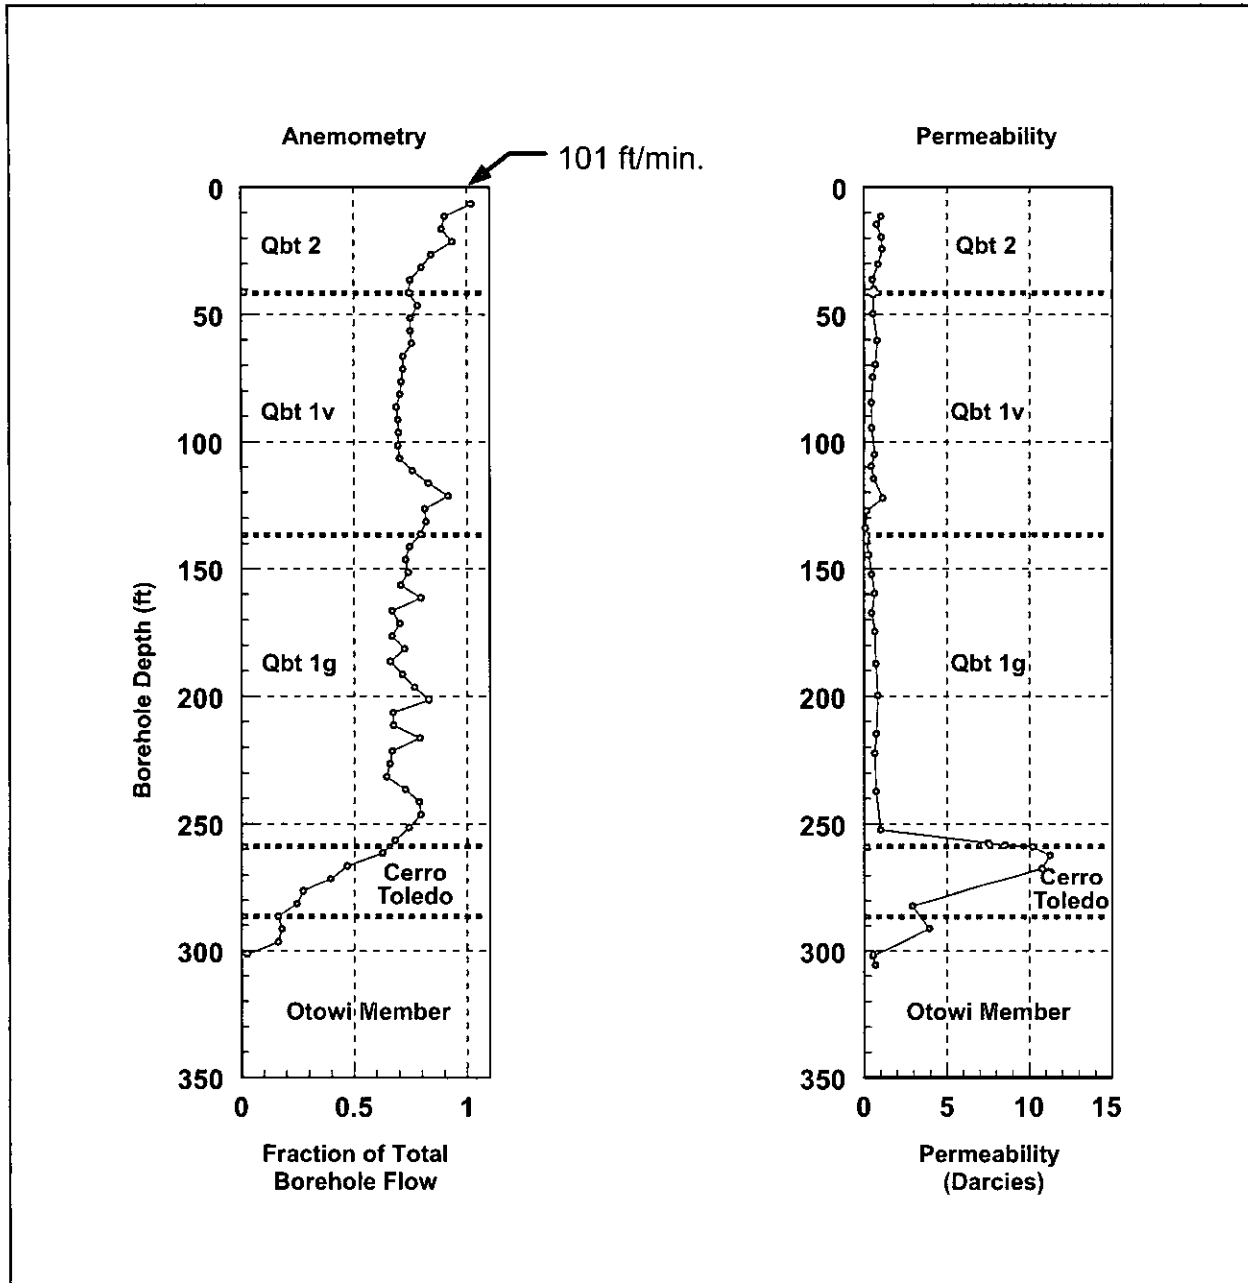 Anemometry
101 ft/min.
0
50
100
150
200
250
300
350
Borehole Depth (ft)
Qbt 2
Qbt 1v
Qbt 1g
Cerro
Toledo
Otowi Member
0
0.5
1
Fraction of Total
Borehole Flow
Permeability
0
50
100
150
200
250
300
350
Qbt 2
Qbt 1v
Qbt 1g
Cerro
Toledo
Otowi Member
0
5
10
15
Permeability
(Darcies)